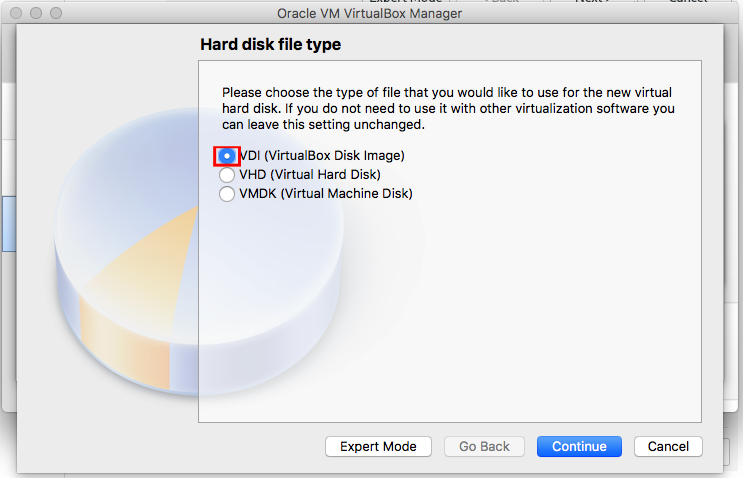 Oracle VM VirtualBox Manager
Hard disk file type
Please choose the type of file that you would like to use for the new virtual
hard disk. If you do not need to use it with other virtualization software you
can leave this setting unchanged.
VDI (VirtualBox Disk Image)
VHD (Virtual Hard Disk)
VMDK (Virtual Machine Disk)
Expert Mode
Go Back
Continue
Cancel